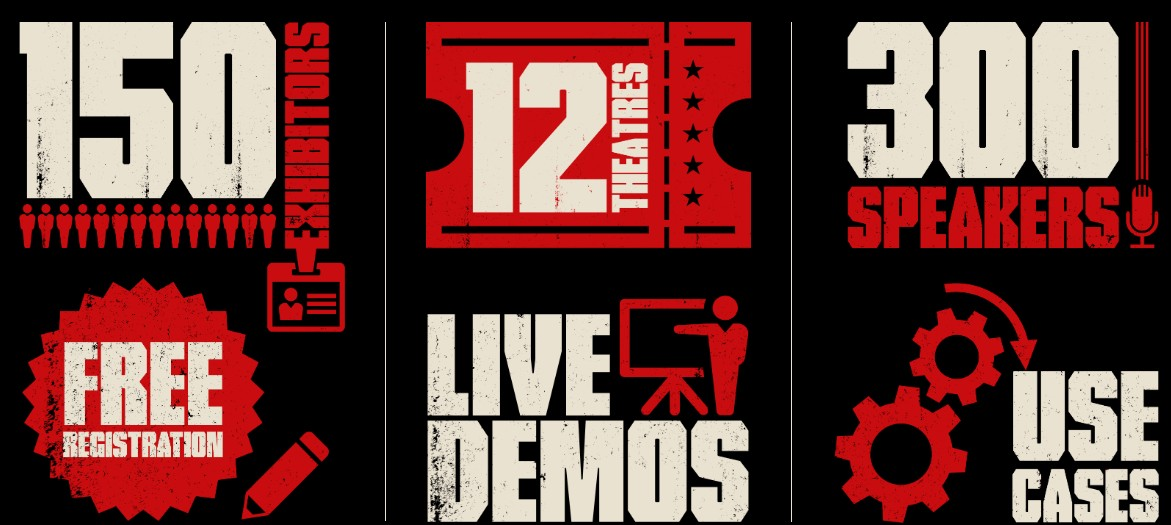 150
EXHIBITORS
12
THEATRES
300
SPEAKERS
FREE
REGISTRATION
LIVE
DEMOS
USE
CASES